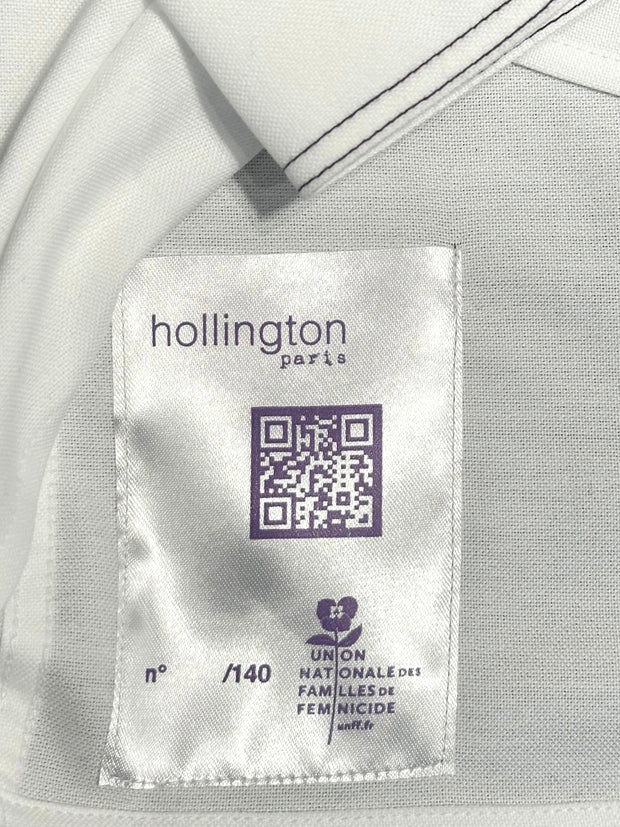 hollington
paris
n° /140
UNION
NATIONALE DES
FAMILLES DE
FEMINICIDE
unff.fr